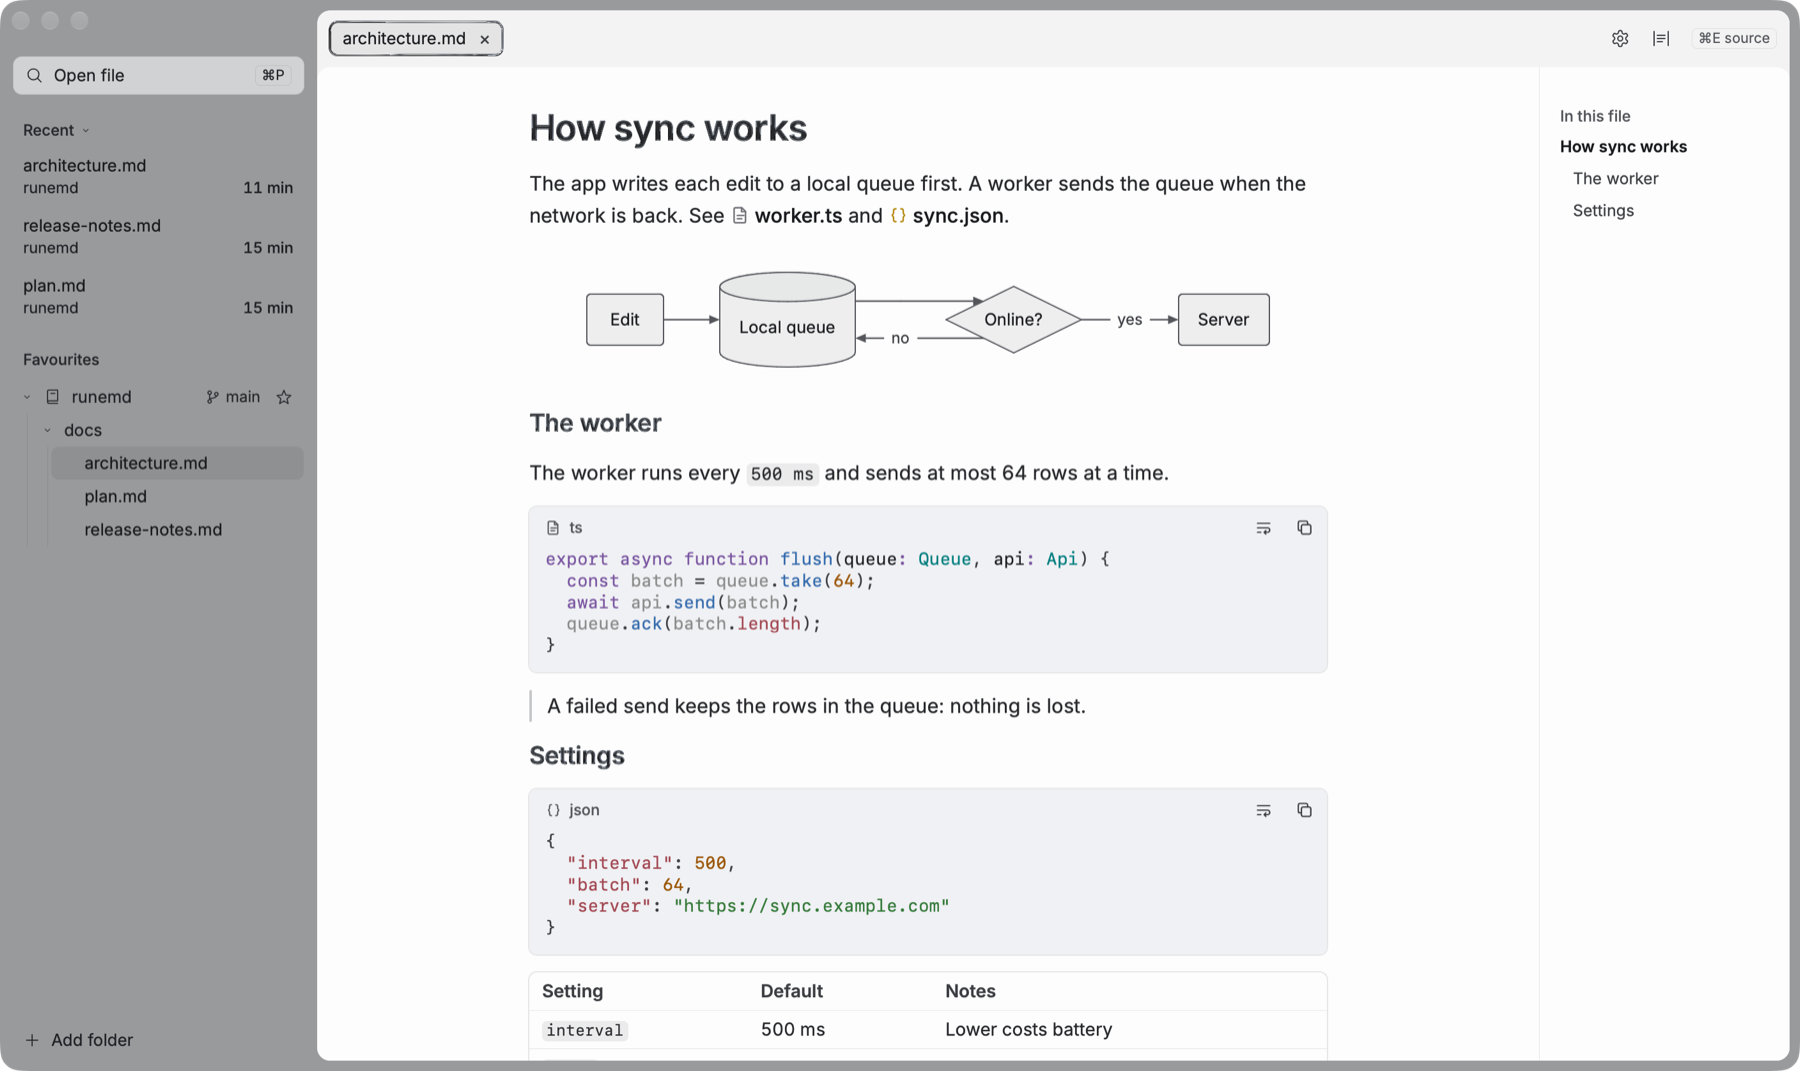 Open file ⌘P
Recent
architecture.md
runemd 11 min
release-notes.md
runemd 15 min
plan.md
runemd 15 min
Favourites
runemd main
docs
architecture.md
plan.md
release-notes.md
+ Add folder
architecture.md ×
⌘E source
How sync works
The app writes each edit to a local queue first. A worker sends the queue when the
network is back. See worker.ts and {} sync.json.
Edit
Local queue
no
Online?
yes
Server
The worker
The worker runs every 500 ms and sends at most 64 rows at a time.
ts
export async function flush(queue: Queue, api: Api) {
  const batch = queue.take(64);
  await api.send(batch);
  queue.ack(batch.length);
}
A failed send keeps the rows in the queue: nothing is lost.
Settings
{} json
{
  "interval": 500,
  "batch": 64,
  "server": "https://sync.example.com"
}
Setting Default Notes
interval 500 ms Lower costs battery
In this file
How sync works
The worker
Settings